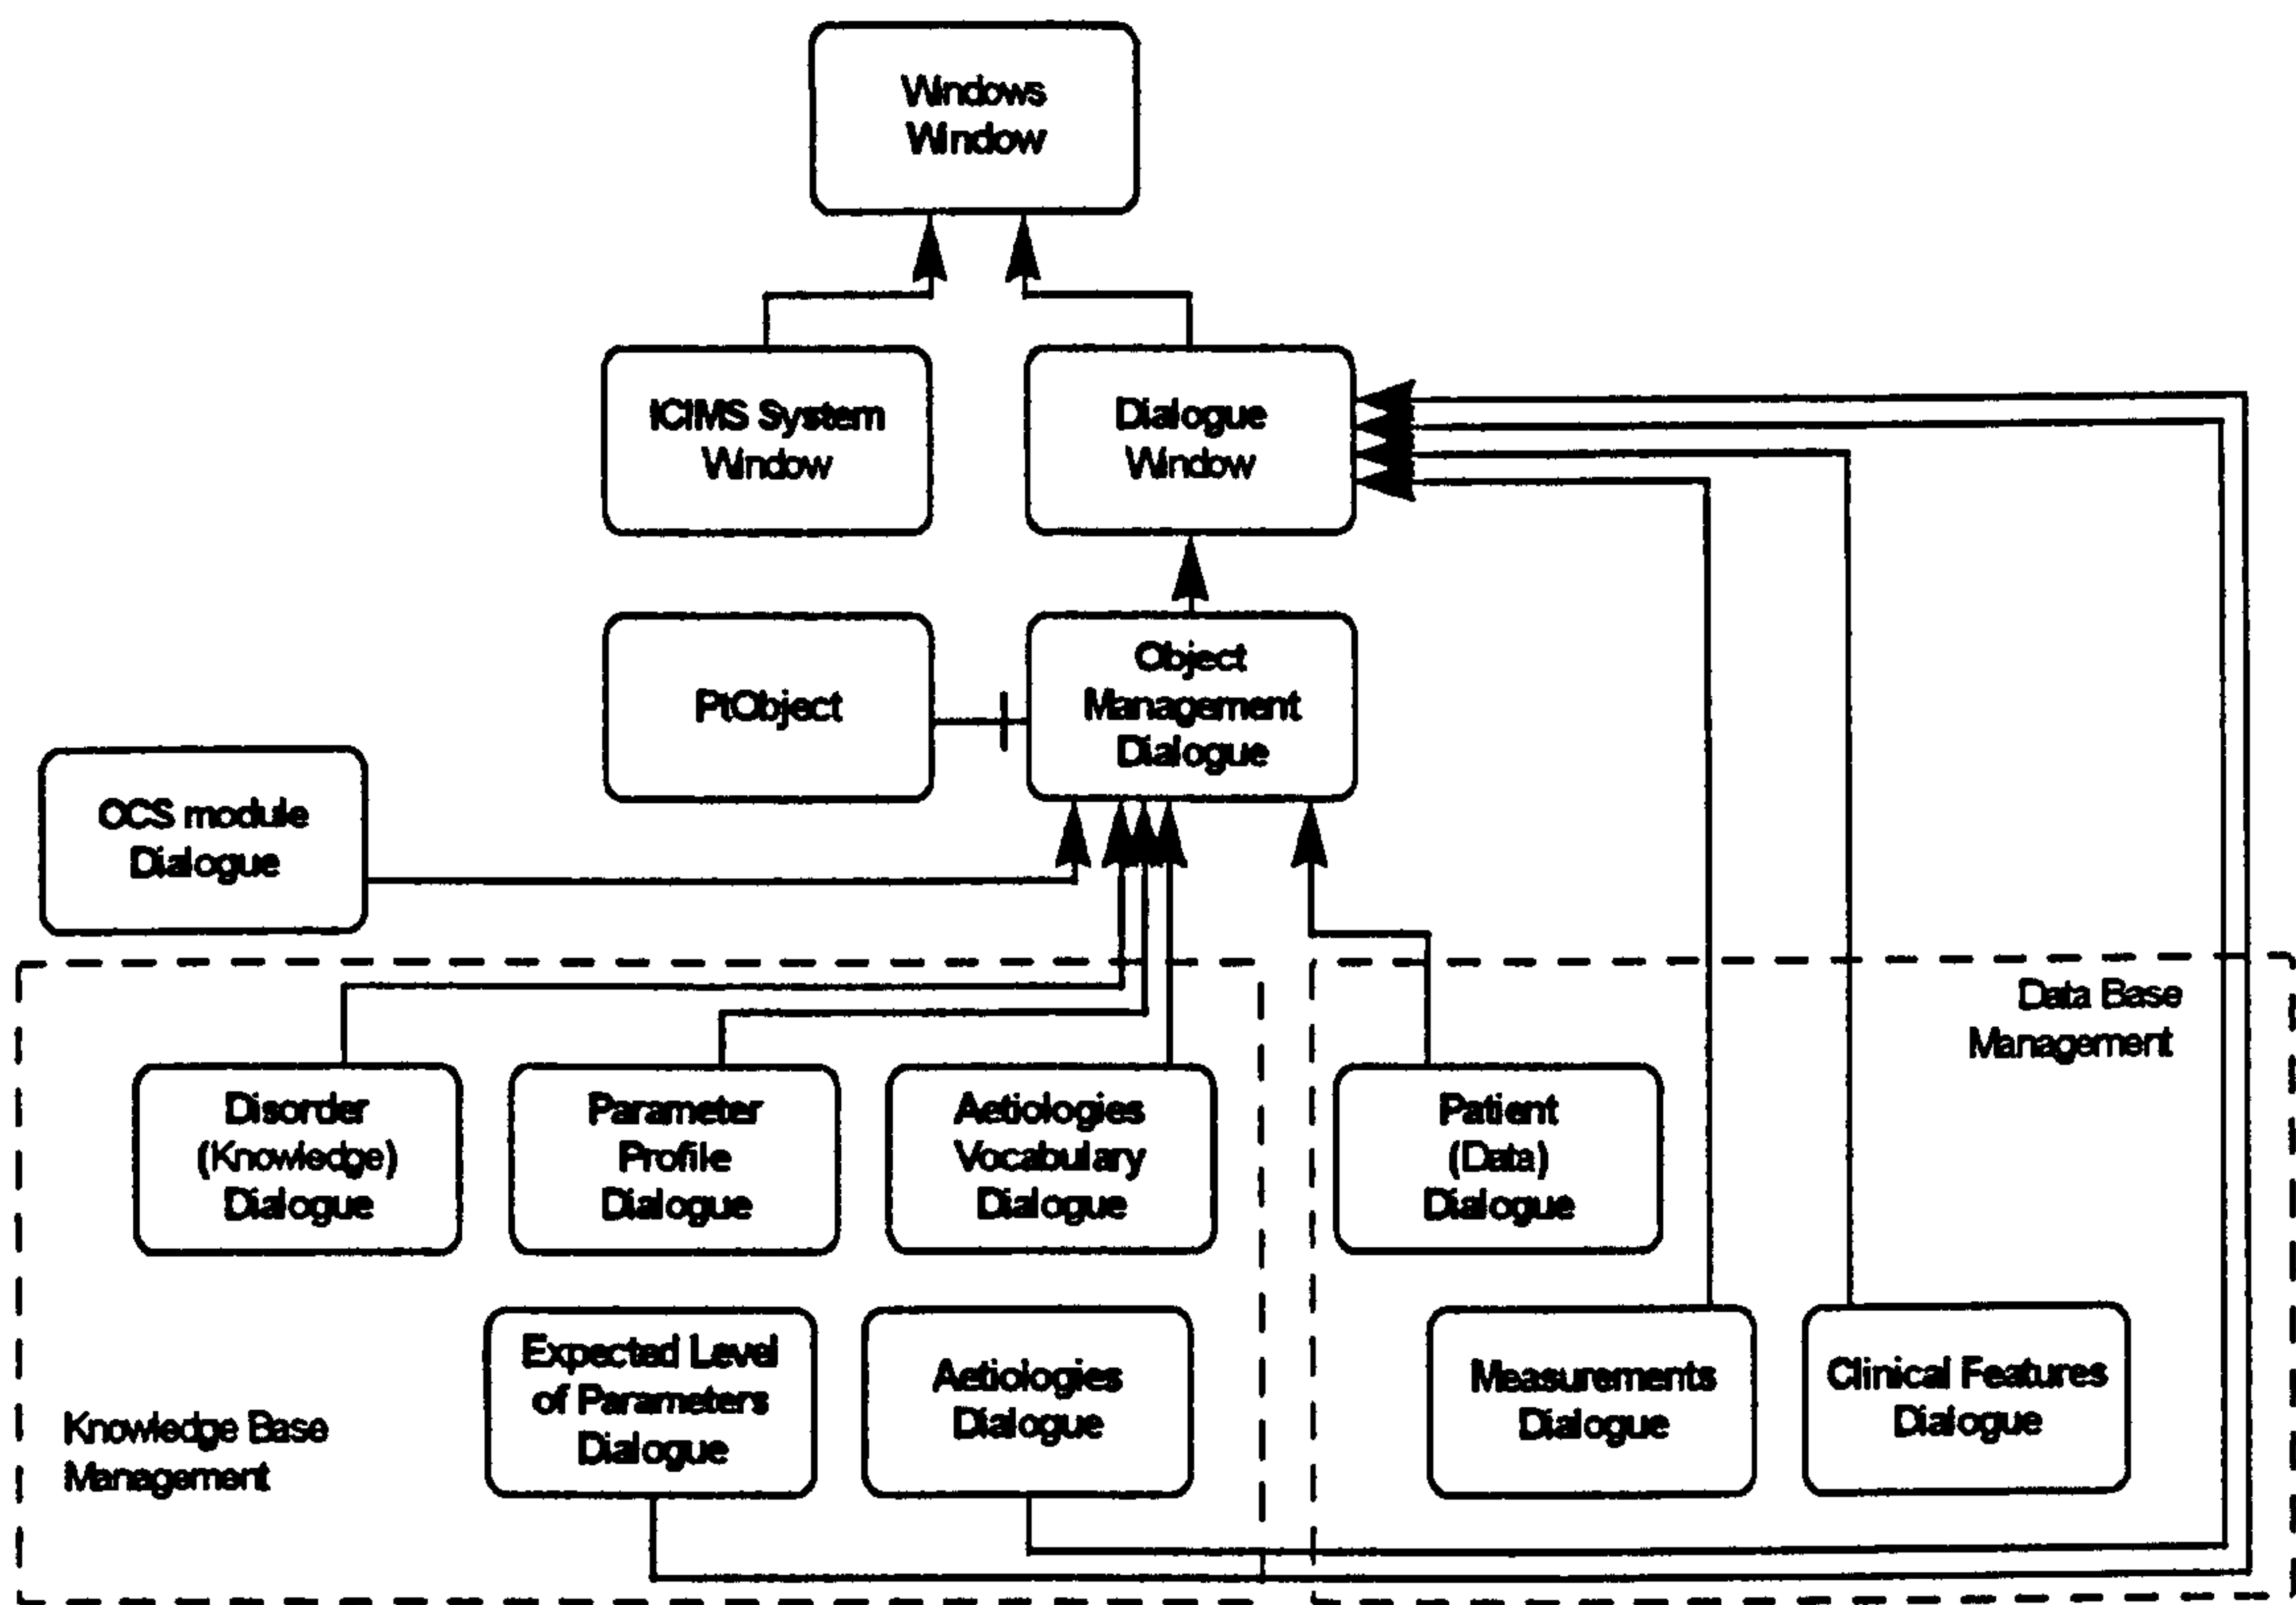 Windows
Window
ICIMS System
Window
Dialogue
Window
PtObject
Object
Management
Dialogue
OCS module
Dialogue
Data Base
Management
Disorder
(Knowledge)
Dialogue
Parameter
Profile
Dialogue
Aetiologies
Vocabulary
Dialogue
Patient
(Data)
Dialogue
Expected Level
of Parameters
Dialogue
Aetiologies
Dialogue
Measurements
Dialogue
Clinical Features
Dialogue
Knowledge Base
Management